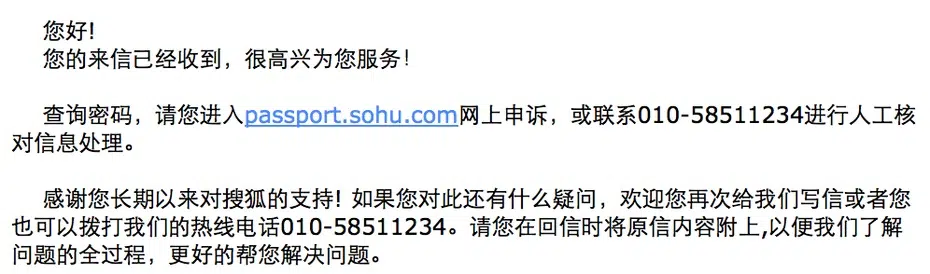 您好!
您的来信已经收到，很高兴为您服务!
查询密码，请您进入passport.sohu.com网上申诉，或联系010-58511234进行人工核
对信息处理。
感谢您长期以来对搜狐的支持! 如果您对此还有什么疑问，欢迎您再次给我们写信或者您
也可以拨打我们的热线电话010-58511234。请您在回信时将原信内容附上,以便我们了解
问题的全过程，更好的帮您解决问题。